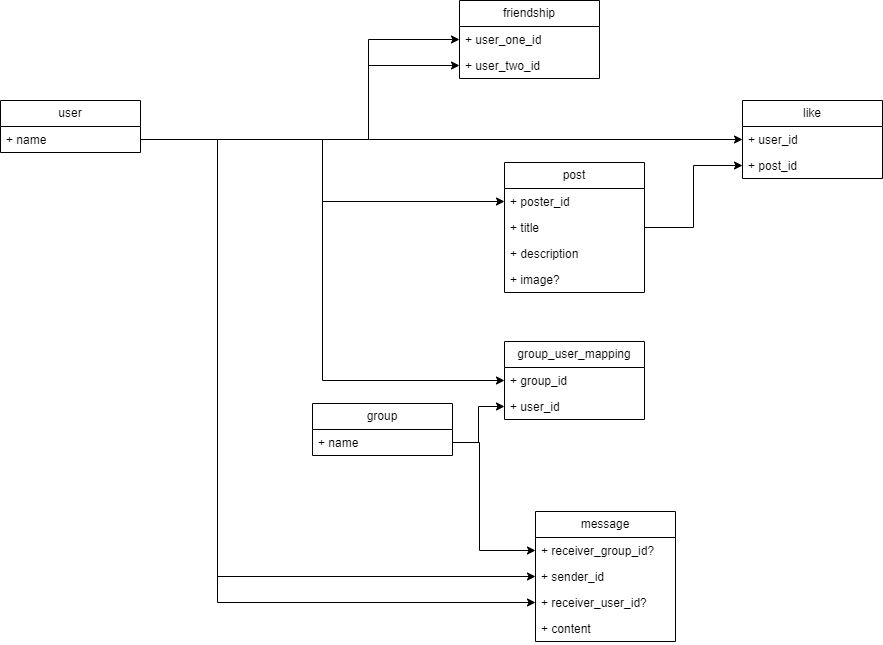 friendship
+ user_one_id
+ user_two_id
user
+ name
like
+ user_id
+ post_id
post
+ poster_id
+ title
+ description
+ image?
group_user_mapping
+ group_id
+ user_id
group
+ name
message
+ receiver_group_id?
+ sender_id
+ receiver_user_id?
+ content